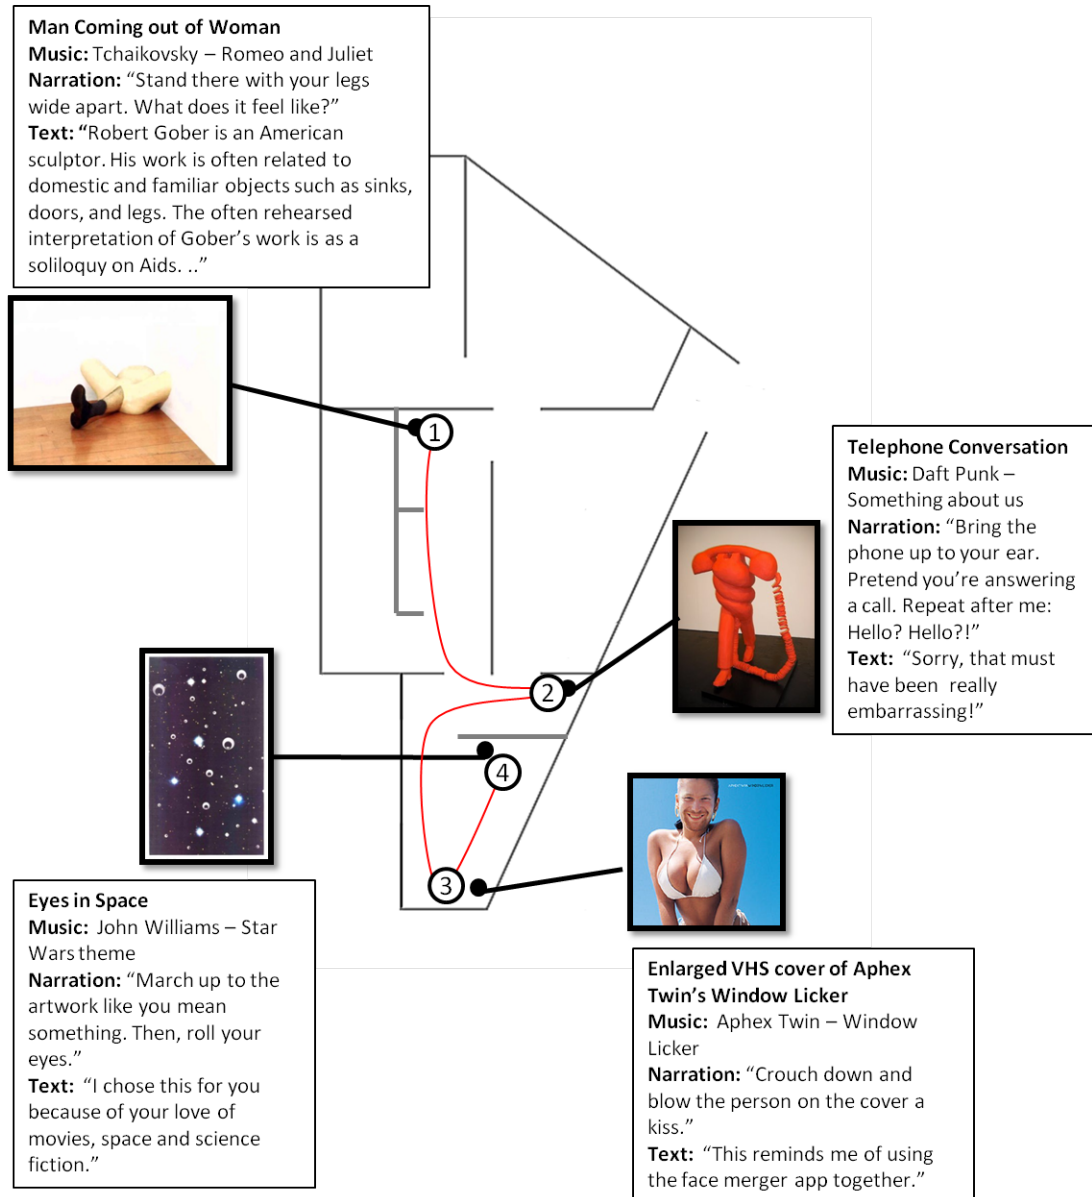 Man Coming out of Woman
Music: Tchaikovsky – Romeo and Juliet
Narration: “Stand there with your legs
wide apart. What does it feel like?”
Text: “Robert Gober is an American
sculptor. His work is often related to
domestic and familiar objects such as sinks,
doors, and legs. The often rehearsed
interpretation of Gober’s work is as a
soliloquy on Aids. ..”
1
Telephone Conversation
Music: Daft Punk –
Something about us
Narration: “Bring the
phone up to your ear.
Pretend you’re answering
a call. Repeat after me:
Hello? Hello?!”
Text: “Sorry, that must
have been really
embarrassing!”
2
4
3
Eyes in Space
Music: John Williams – Star
Wars theme
Narration: “March up to the
artwork like you mean
something. Then, roll your
eyes.”
Text: “I chose this for you
because of your love of
movies, space and science
fiction.”
Enlarged VHS cover of Aphex
Twin’s Window Licker
Music: Aphex Twin – Window
Licker
Narration: “Crouch down and
blow the person on the cover a
kiss.”
Text: “This reminds me of using
the face merger app together.”